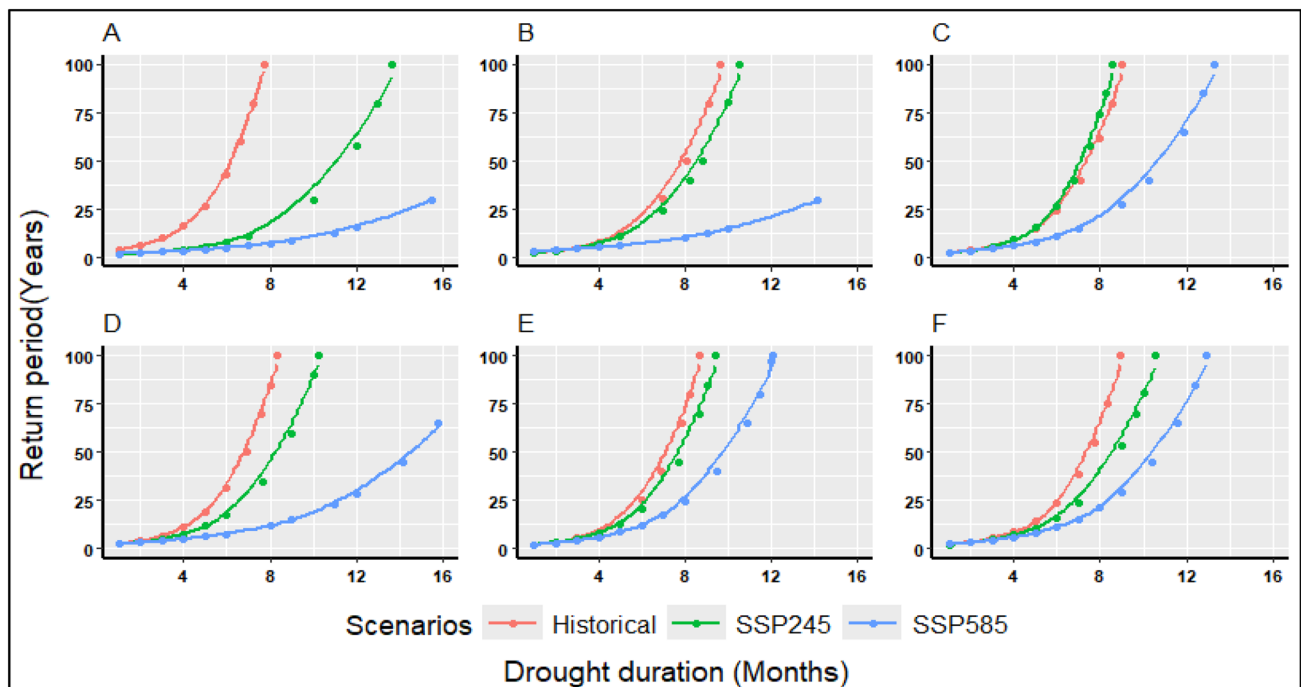 A B C
100 100 100
75 75 75
50 50 50
25 25 25
0 0 0
4 8 12 16 4 8 12 16 4 8 12 16
D E F
100 100 100
75 75 75
50 50 50
25 25 25
0 0 0
4 8 12 16 4 8 12 16 4 8 12 16
Return period(Years)
Scenarios Historical SSP245 SSP585
Drought duration (Months)